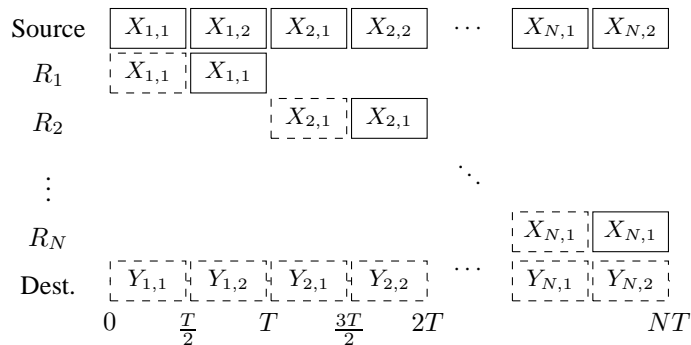 Source X_{1,1} X_{1,2} X_{2,1} X_{2,2} ⋯ X_{N,1} X_{N,2}
R_1 X_{1,1} X_{1,1}
R_2 X_{2,1} X_{2,1}
⋮ ⋱
R_N X_{N,1} X_{N,1}
Dest. Y_{1,1} Y_{1,2} Y_{2,1} Y_{2,2} ⋯ Y_{N,1} Y_{N,2}
0 \frac{T}{2} T \frac{3T}{2} 2T NT